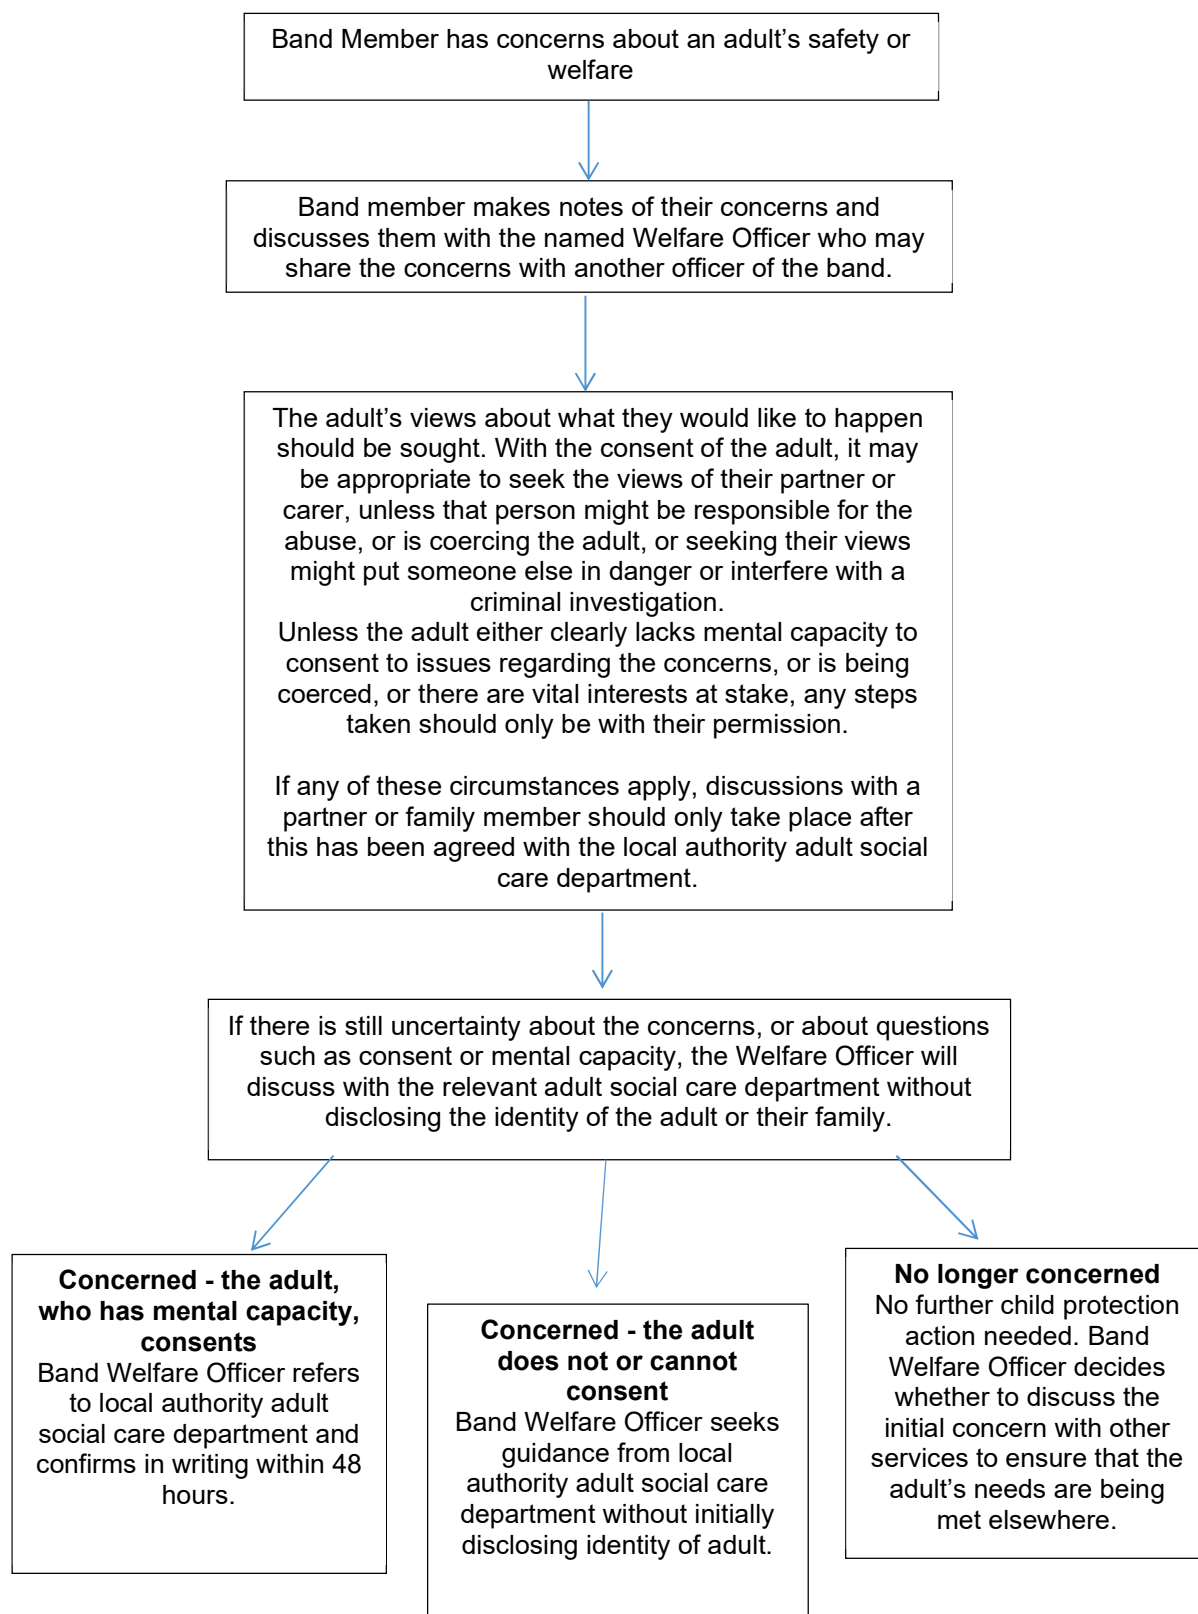 Band Member has concerns about an adult’s safety or
welfare
Band member makes notes of their concerns and
discusses them with the named Welfare Officer who may
share the concerns with another officer of the band.
The adult’s views about what they would like to happen
should be sought. With the consent of the adult, it may
be appropriate to seek the views of their partner or
carer, unless that person might be responsible for the
abuse, or is coercing the adult, or seeking their views
might put someone else in danger or interfere with a
criminal investigation.
Unless the adult either clearly lacks mental capacity to
consent to issues regarding the concerns, or is being
coerced, or there are vital interests at stake, any steps
taken should only be with their permission.
If any of these circumstances apply, discussions with a
partner or family member should only take place after
this has been agreed with the local authority adult social
care department.
If there is still uncertainty about the concerns, or about questions
such as consent or mental capacity, the Welfare Officer will
discuss with the relevant adult social care department without
disclosing the identity of the adult or their family.
Concerned - the adult,
who has mental capacity,
consents
Band Welfare Officer refers
to local authority adult
social care department and
confirms in writing within 48
hours.
Concerned - the adult
does not or cannot
consent
Band Welfare Officer seeks
guidance from local
authority adult social care
department without initially
disclosing identity of adult.
No longer concerned
No further child protection
action needed. Band
Welfare Officer decides
whether to discuss the
initial concern with other
services to ensure that the
adult’s needs are being
met elsewhere.